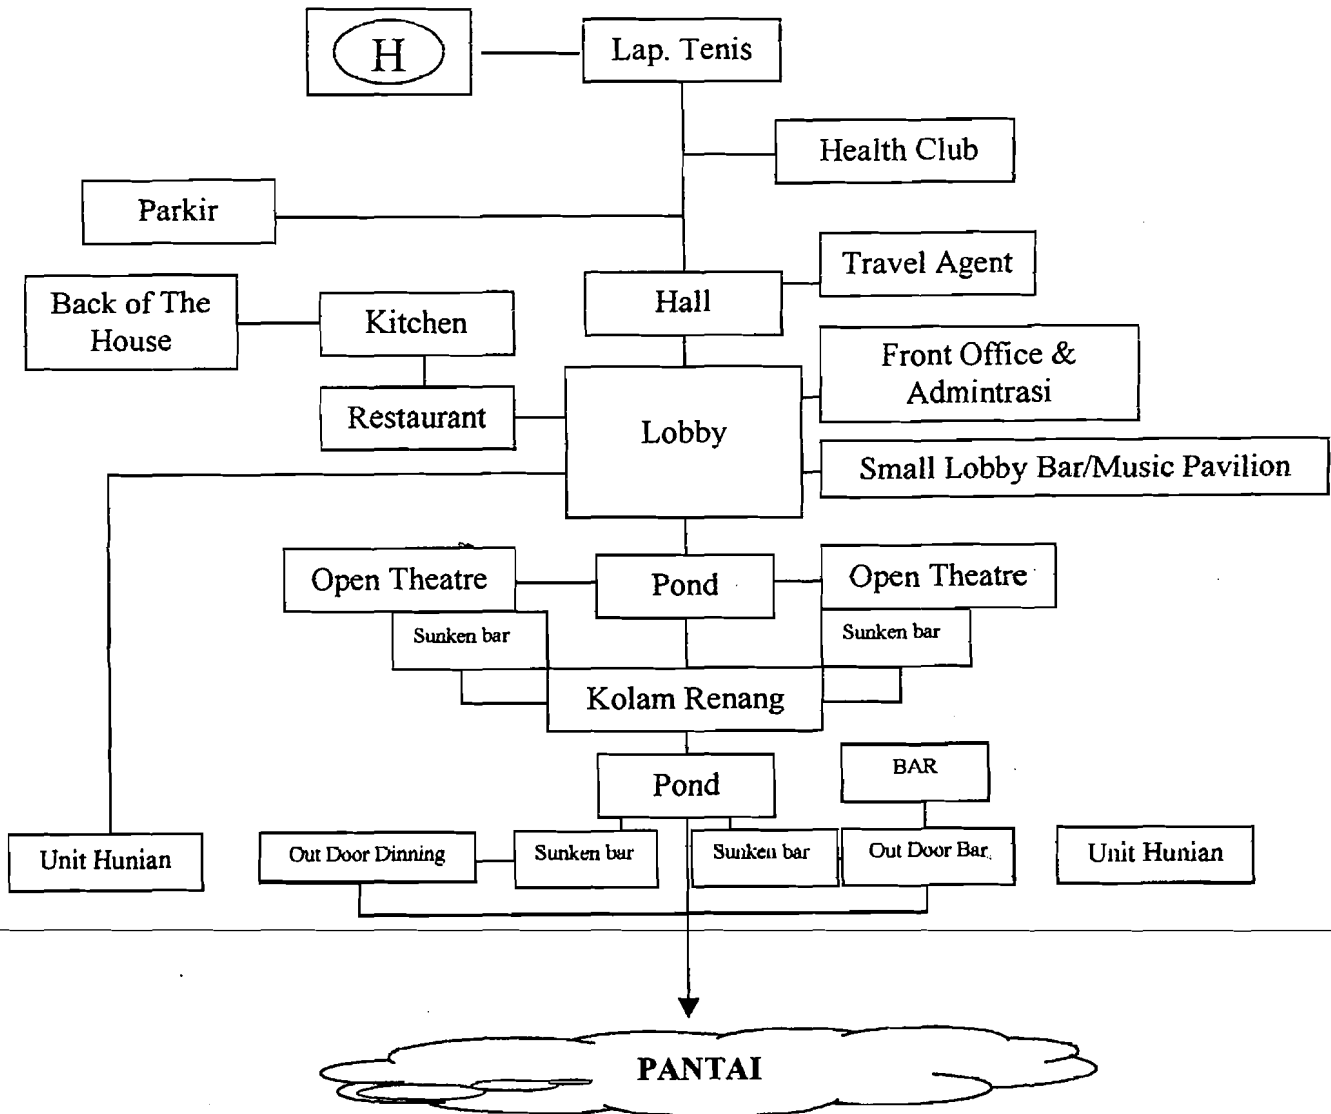 H
Lap. Tenis
Health Club
Parkir
Travel Agent
Hall
Back of The
House
Kitchen
Front Office &
Admintrasi
Restaurant
Lobby
Small Lobby Bar/Music Pavilion
Open Theatre
Pond
Open Theatre
Sunken bar
Sunken bar
Kolam Renang
Pond
BAR
Unit Hunian
Out Door Dinning
Sunken bar
Sunken bar
Out Door Bar
Unit Hunian
PANTAI